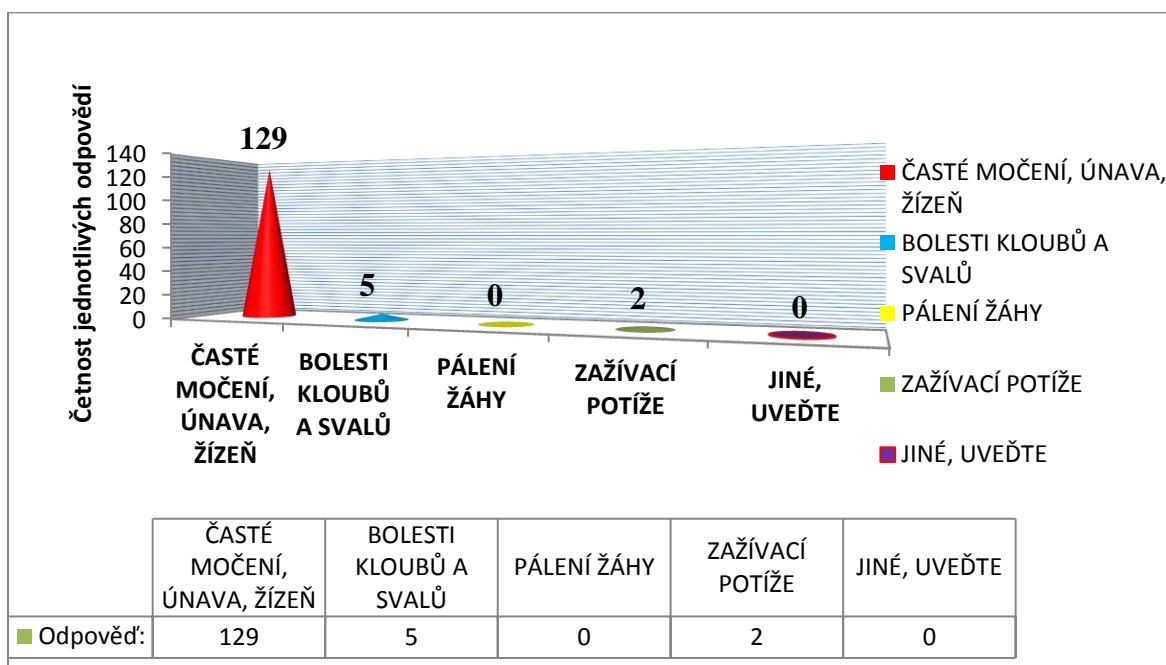 Četnost jednotlivých odpovědí
140
120
100
80
60
40
20
0
129
5
0
2
0
ČASTÉ
MOČENÍ,
ÚNAVA,
ŽÍZEŇ
BOLESTI
KLOUBŮ
A SVALŮ
PÁLENÍ
ŽÁHY
ZAŽÍVACÍ
POTÍŽE
JINÉ,
UVEĎTE
ČASTÉ MOČENÍ, ÚNAVA,
ŽÍZEŇ
BOLESTI KLOUBŮ A
SVALŮ
PÁLENÍ ŽÁHY
ZAŽÍVACÍ POTÍŽE
JINÉ, UVEĎTE
ČASTÉ
MOČENÍ,
ÚNAVA, ŽÍZEŇ
BOLESTI
KLOUBŮ A
SVALŮ
PÁLENÍ ŽÁHY
ZAŽÍVACÍ
POTÍŽE
JINÉ, UVEĎTE
Odpověď: 129 5 0 2 0